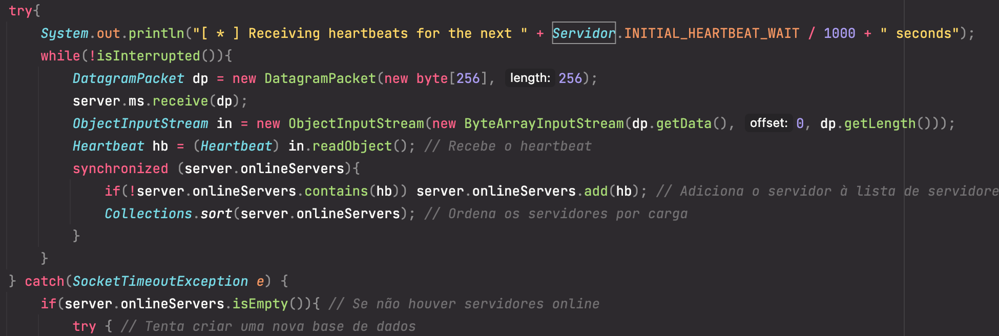 try{
System.out.println("[ * ] Receiving heartbeats for the next " + Servidor.INITIAL_HEARTBEAT_WAIT / 1000 + " seconds");
while(!isInterrupted()){
DatagramPacket dp = new DatagramPacket(new byte[256], length: 256);
server.ms.receive(dp);
ObjectInputStream in = new ObjectInputStream(new ByteArrayInputStream(dp.getData(), offset: 0, dp.getLength()));
Heartbeat hb = (Heartbeat) in.readObject(); // Recebe o heartbeat
synchronized (server.onlineServers){
if(!server.onlineServers.contains(hb)) server.onlineServers.add(hb); // Adiciona o servidor à lista de servidore
Collections.sort(server.onlineServers); // Ordena os servidores por carga
}
}
} catch(SocketTimeoutException e) {
if(server.onlineServers.isEmpty()){ // Se não houver servidores online
try { // Tenta criar uma nova base de dados